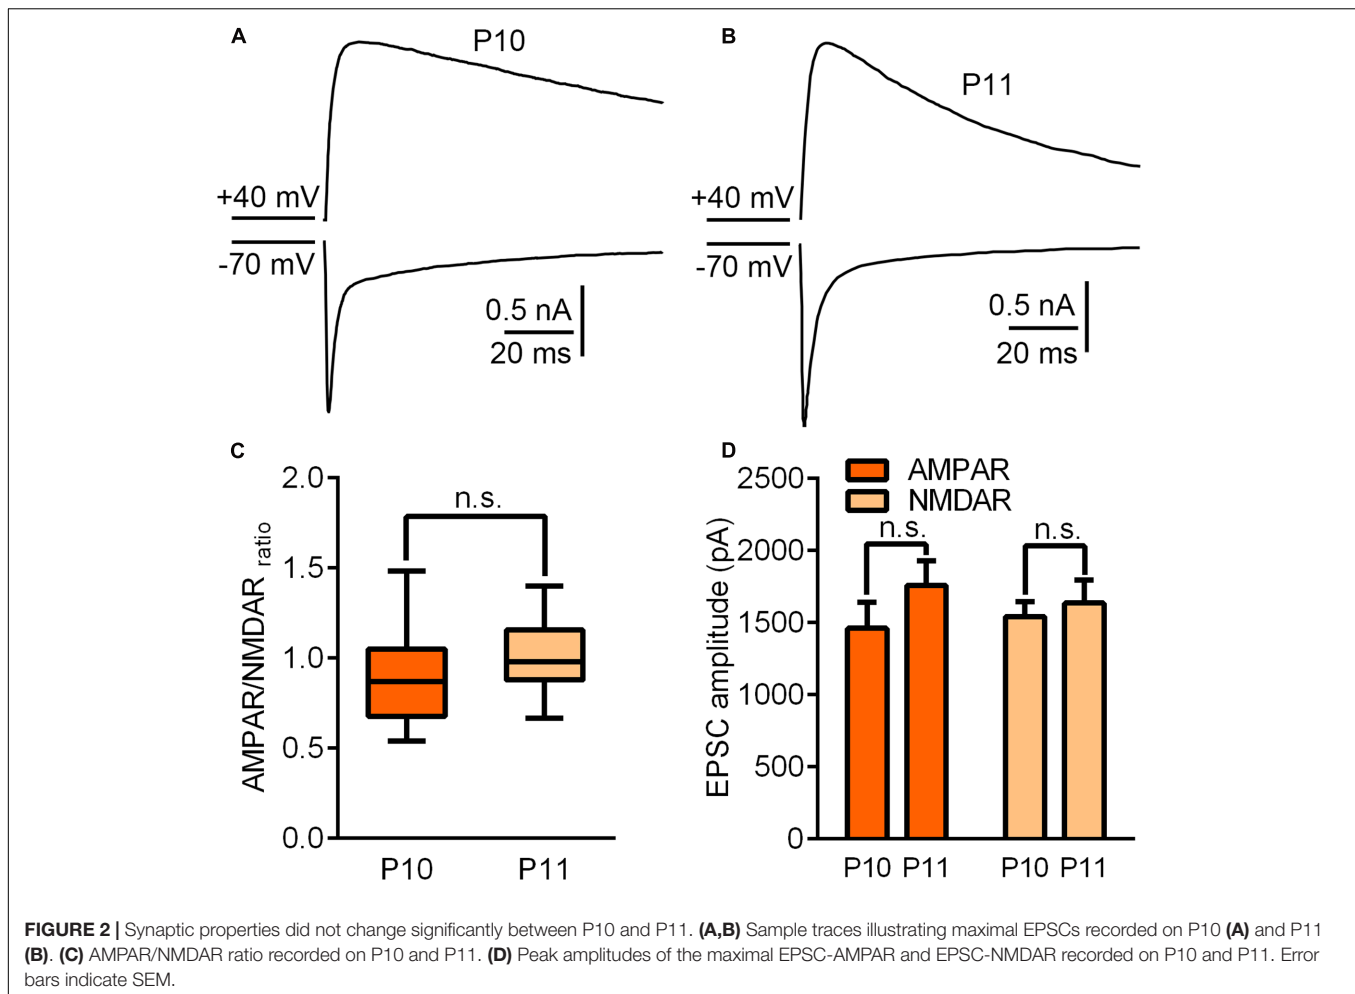 A
P10
+40 mV
-70 mV
0.5 nA
20 ms
B
P11
+40 mV
-70 mV
0.5 nA
20 ms
C
AMPAR/NMDAR ratio
2.0
1.5
1.0
0.5
0.0
n.s.
P10
P11
D
EPSC amplitude (pA)
2500
2000
1500
1000
500
0
AMPAR
NMDAR
n.s.
n.s.
P10 P11
P10 P11
FIGURE 2 | Synaptic properties did not change significantly between P10 and P11. (A,B) Sample traces illustrating maximal EPSCs recorded on P10 (A) and P11
(B). (C) AMPAR/NMDAR ratio recorded on P10 and P11. (D) Peak amplitudes of the maximal EPSC-AMPAR and EPSC-NMDAR recorded on P10 and P11. Error
bars indicate SEM.